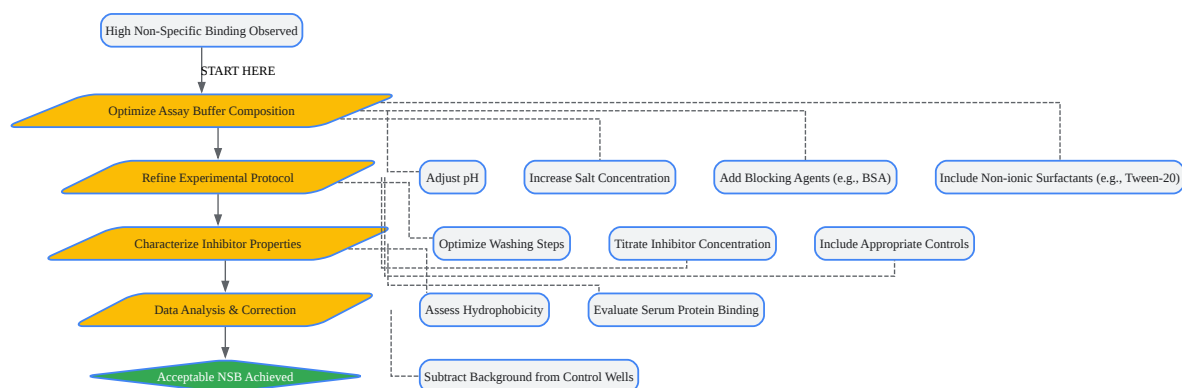 High Non-Specific Binding Observed
START HERE
Optimize Assay Buffer Composition
Refine Experimental Protocol
Adjust pH
Increase Salt Concentration
Add Blocking Agents (e.g., BSA)
Include Non-ionic Surfactants (e.g., Tween-20)
Characterize Inhibitor Properties
Optimize Washing Steps
Titrate Inhibitor Concentration
Include Appropriate Controls
Data Analysis & Correction
Assess Hydrophobicity
Evaluate Serum Protein Binding
Acceptable NSB Achieved
Subtract Background from Control Wells